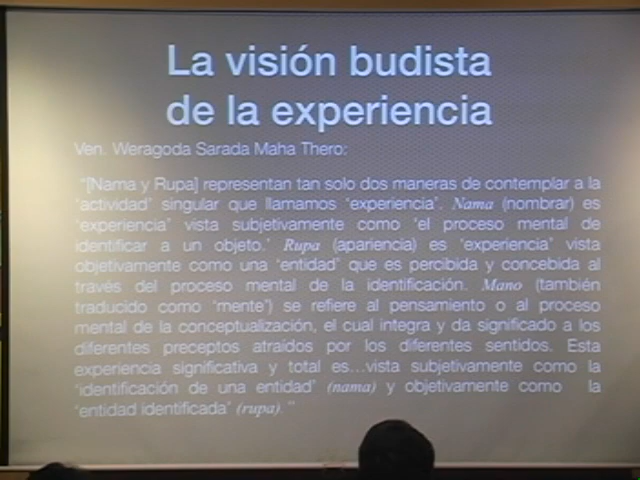 La visión budista
de la experiencia
Ven. Weragoda Sarada Maha Thero:
“[Nama y Rupa] representan tan solo dos maneras de contemplar a la
‘actividad’ singular que llamamos ‘experiencia’. Nama (nombrar) es
‘experiencia’ vista subjetivamente como ‘el proceso mental de
identificar a un objeto.’ Rupa (apariencia) es ‘experiencia’ vista
objetivamente como una ‘entidad’ que es percibida y concebida al
través del proceso mental de la identificación. Mano (también
traducido como ‘mente’) se refiere al pensamiento o al proceso
mental de la conceptualización, el cual integra y da significado a los
diferentes preceptos atraídos por los diferentes sentidos. Esta
experiencia significativa y total es...vista subjetivamente como la
‘identificación de una entidad’ (nama) y objetivamente como la
‘entidad identificada’ (rupa).”